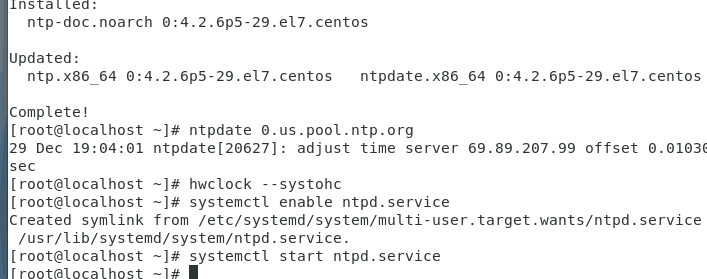 Installed:
  ntp-doc.noarch 0:4.2.6p5-29.el7.centos
Updated:
  ntp.x86_64 0:4.2.6p5-29.el7.centos   ntpdate.x86_64 0:4.2.6p5-29.el7.centos
Complete!
[root@localhost ~]# ntpdate 0.us.pool.ntp.org
29 Dec 19:04:01 ntpdate[20627]: adjust time server 69.89.207.99 offset 0.01030
sec
[root@localhost ~]# hwclock --systohc
[root@localhost ~]# systemctl enable ntpd.service
Created symlink from /etc/systemd/system/multi-user.target.wants/ntpd.service
 /usr/lib/systemd/system/ntpd.service.
[root@localhost ~]# systemctl start ntpd.service
[root@localhost ~]#